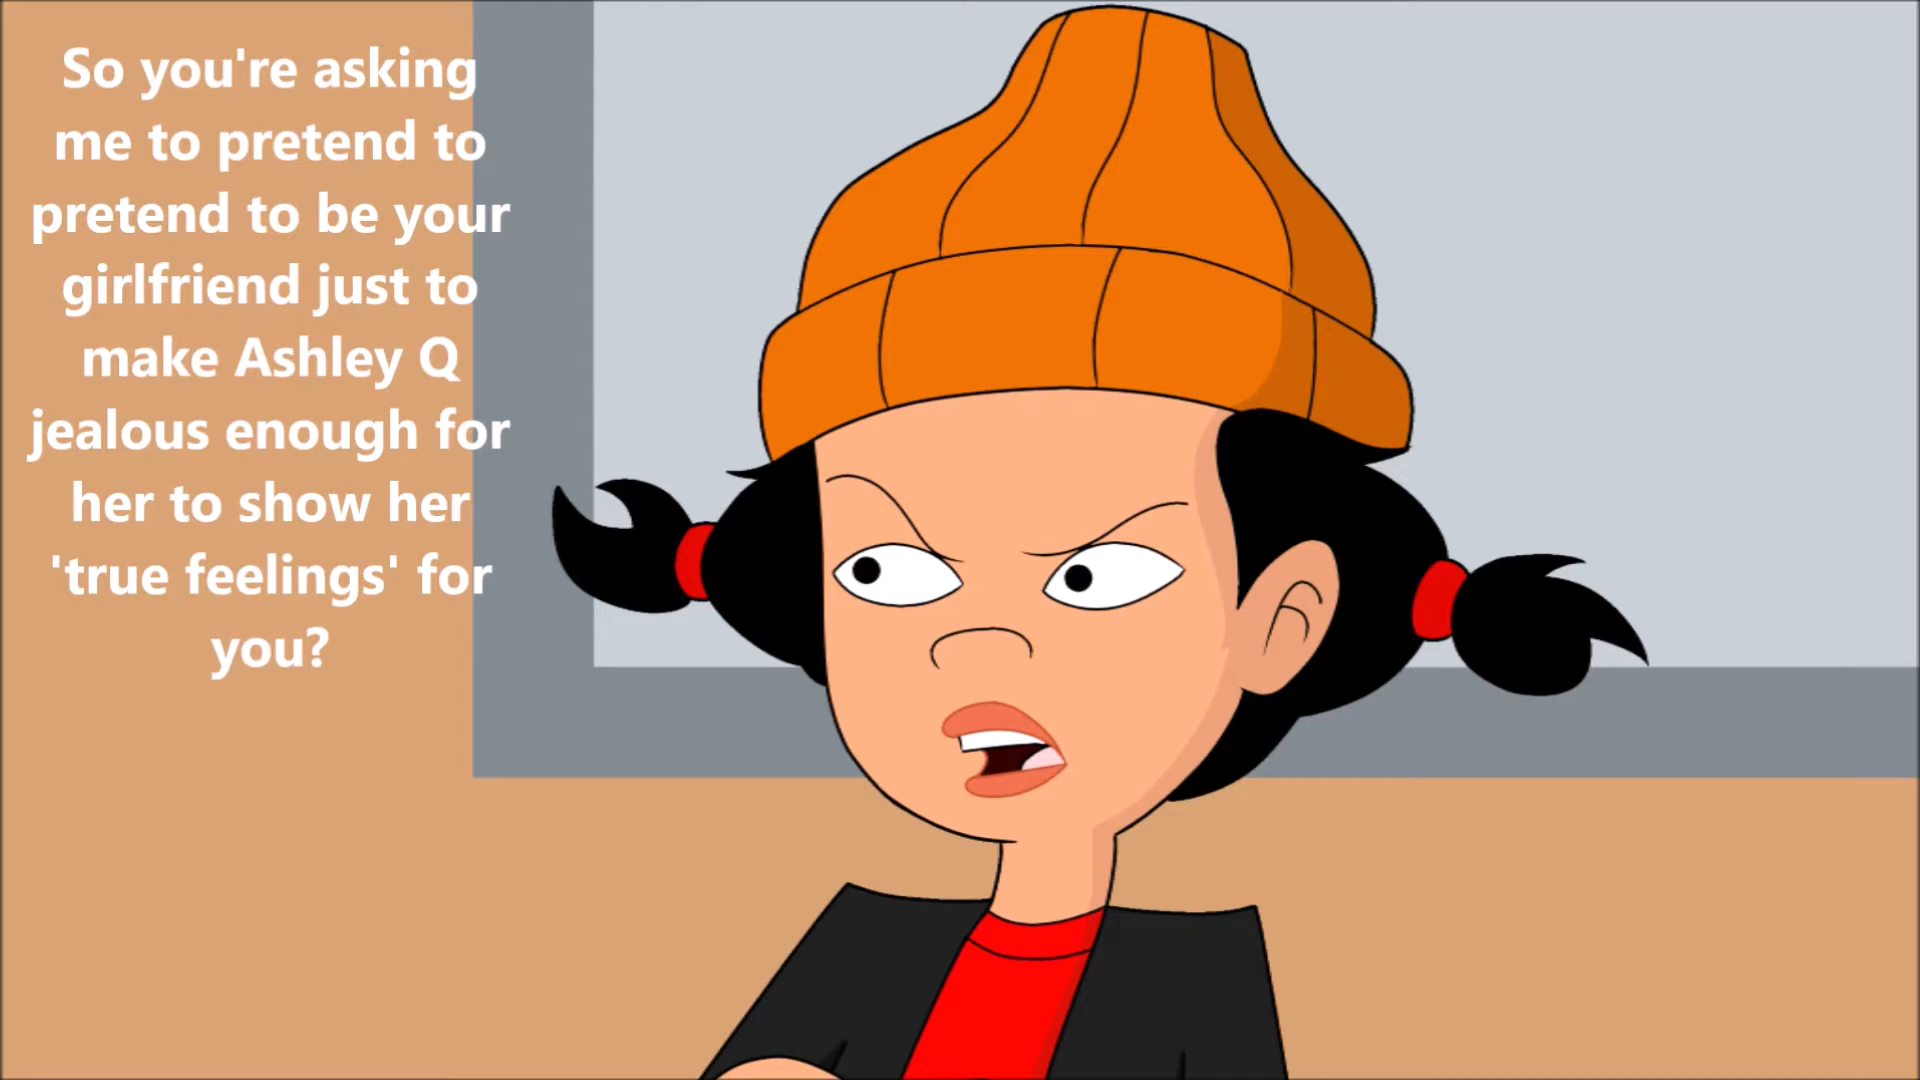 So you're asking
me to pretend to
pretend to be your
girlfriend just to
make Ashley Q
jealous enough for
her to show her
'true feelings' for
you?